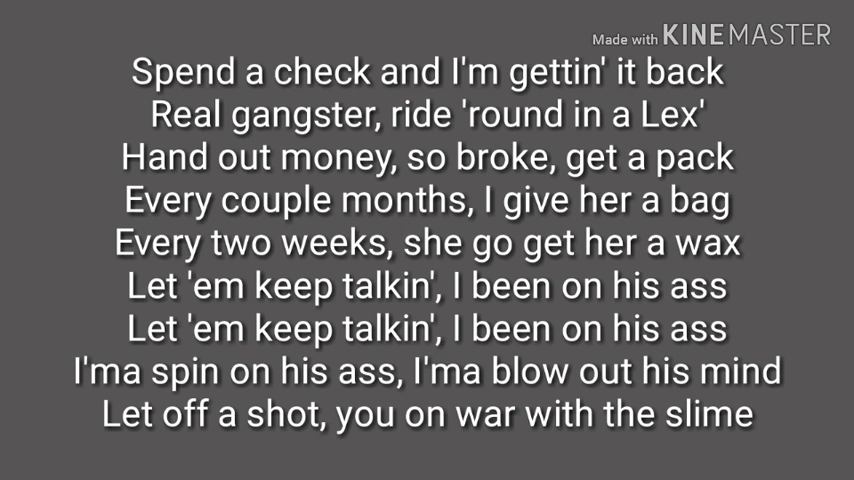 Made with KINEMASTER
Spend a check and I'm gettin' it back
Real gangster, ride 'round in a Lex'
Hand out money, so broke, get a pack
Every couple months, I give her a bag
Every two weeks, she go get her a wax
Let 'em keep talkin', I been on his ass
Let 'em keep talkin', I been on his ass
I'ma spin on his ass, I'ma blow out his mind
Let off a shot, you on war with the slime